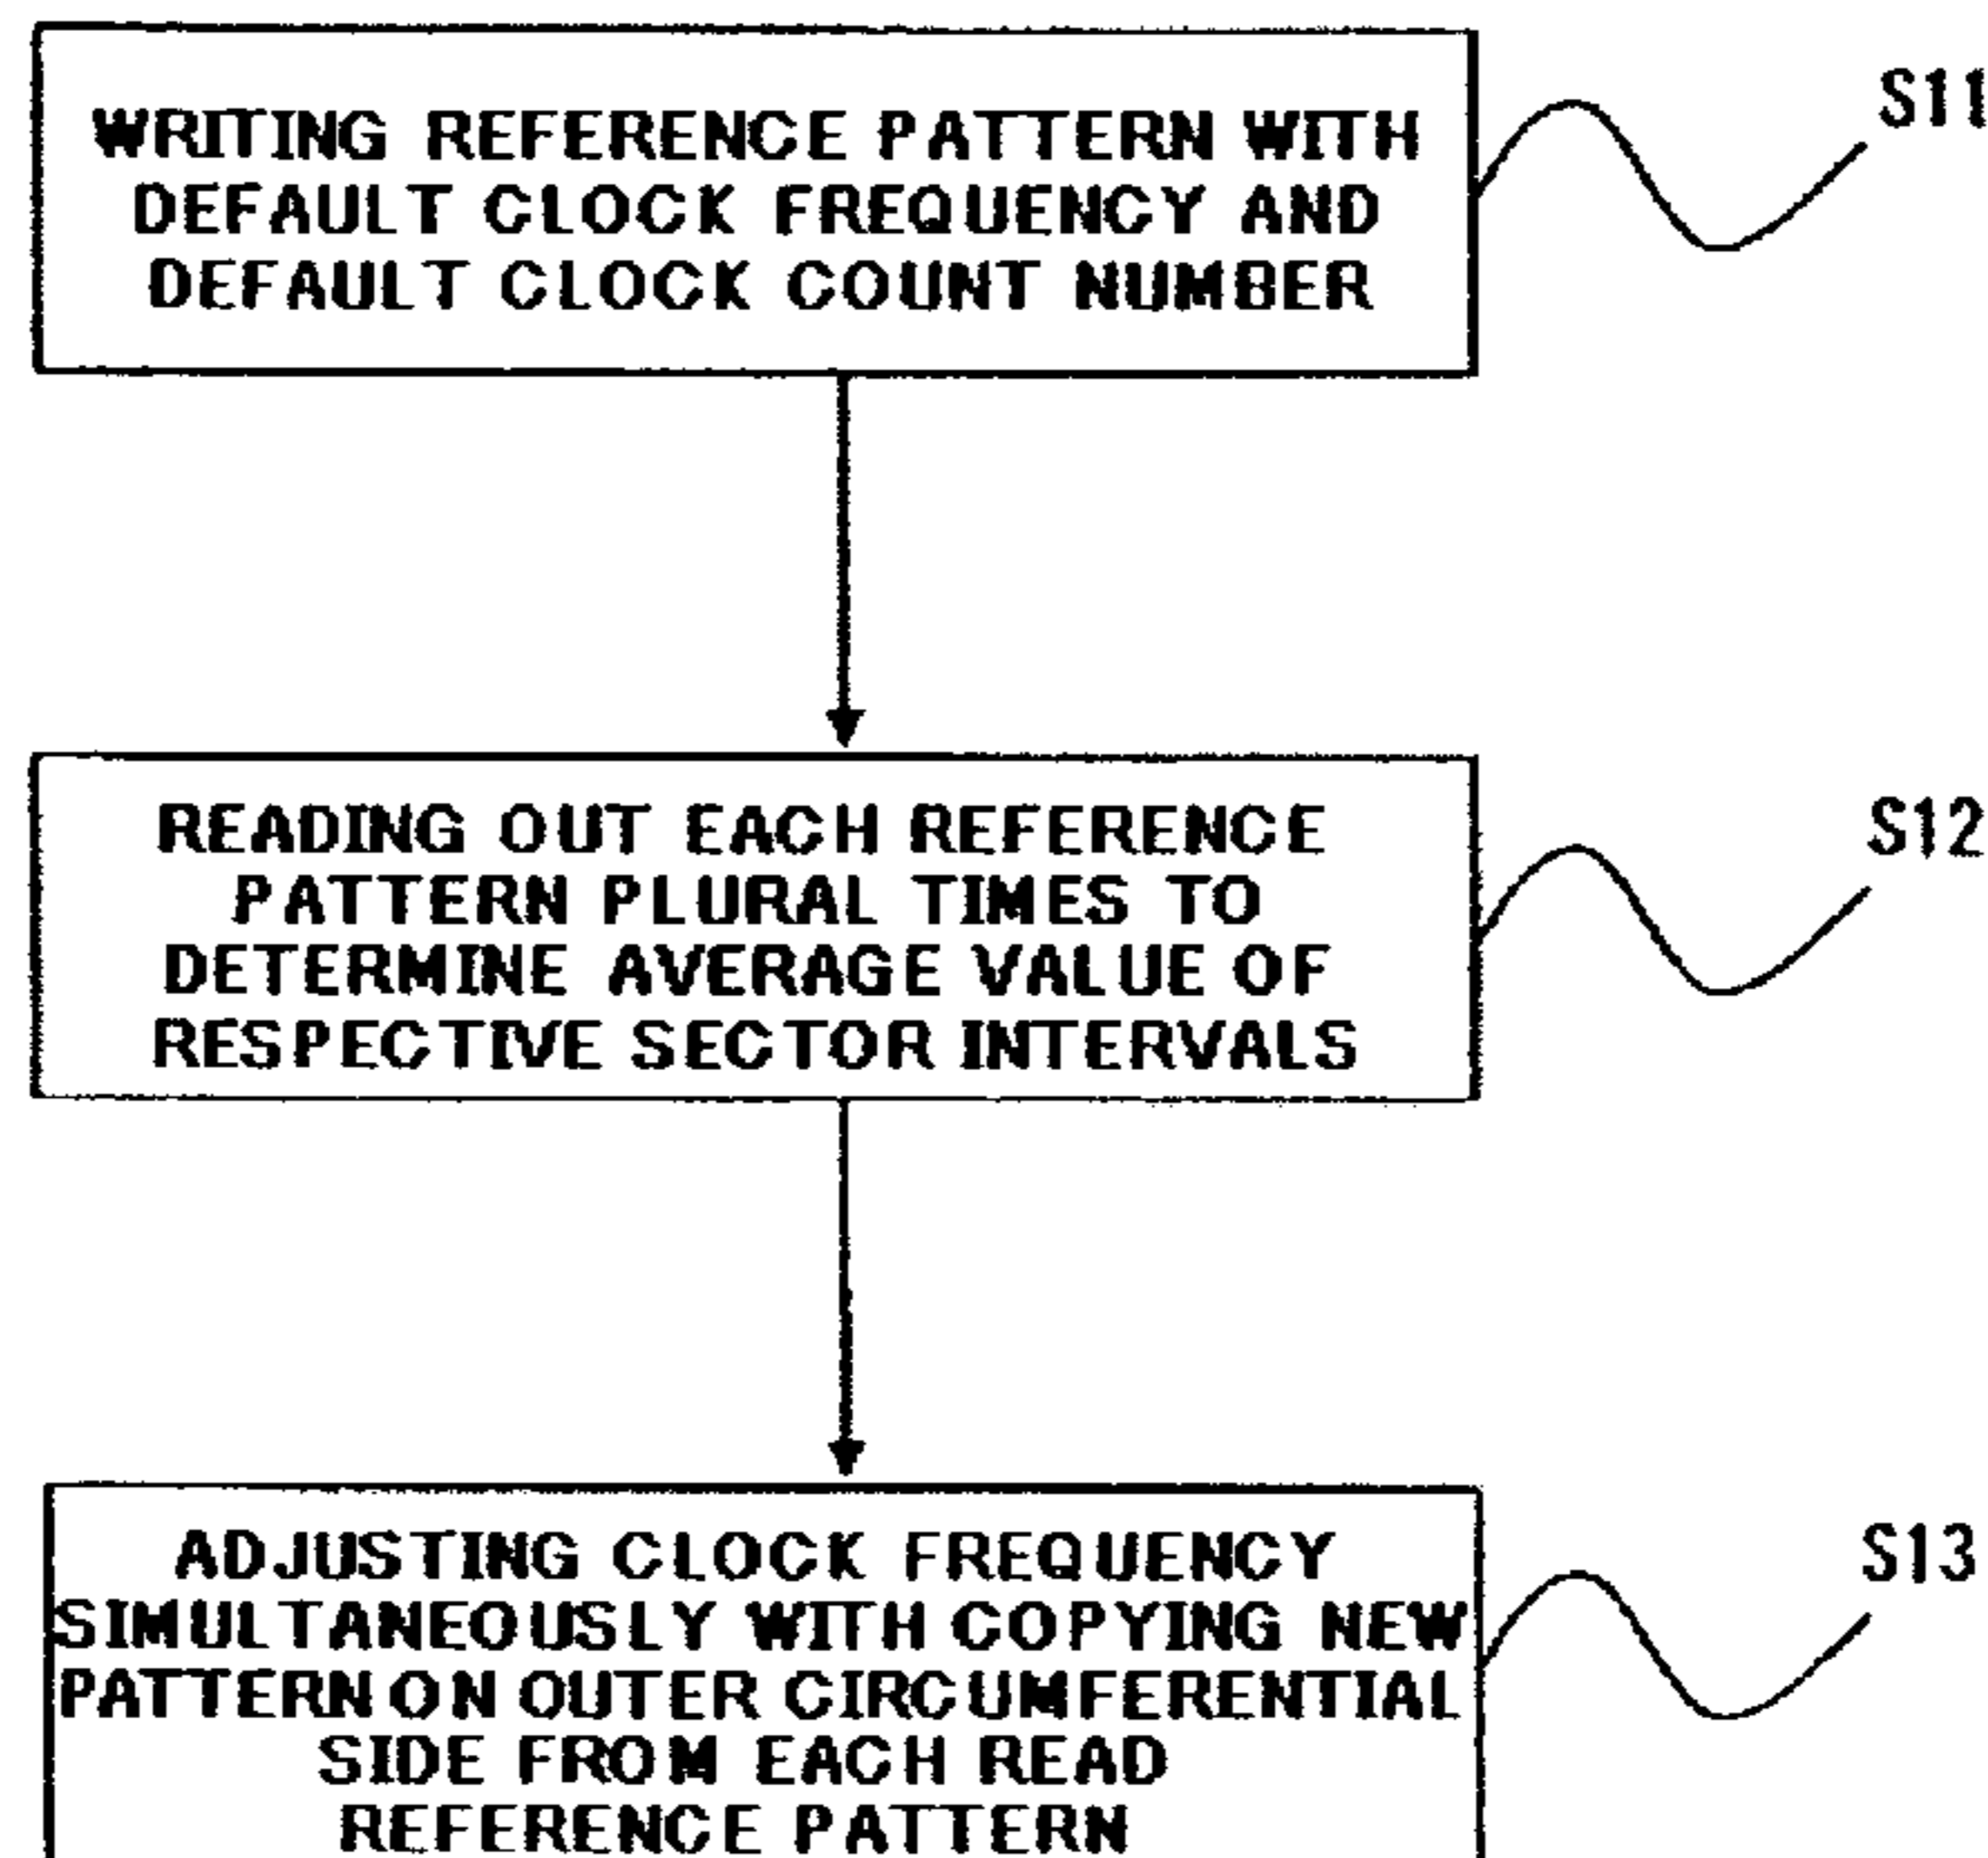 WRITING REFERENCE PATTERN WITH
DEFAULT CLOCK FREQUENCY AND
DEFAULT CLOCK COUNT NUMBER
S11
READING OUT EACH REFERENCE
PATTERN PLURAL TIMES TO
DETERMINE AVERAGE VALUE OF
RESPECTIVE SECTOR INTERVALS
S12
ADJUSTING CLOCK FREQUENCY
SIMULTANEOUSLY WITH COPYING NEW
PATTERN ON OUTER CIRCUMFERENTIAL
SIDE FROM EACH READ
REFERENCE PATTERN
S13